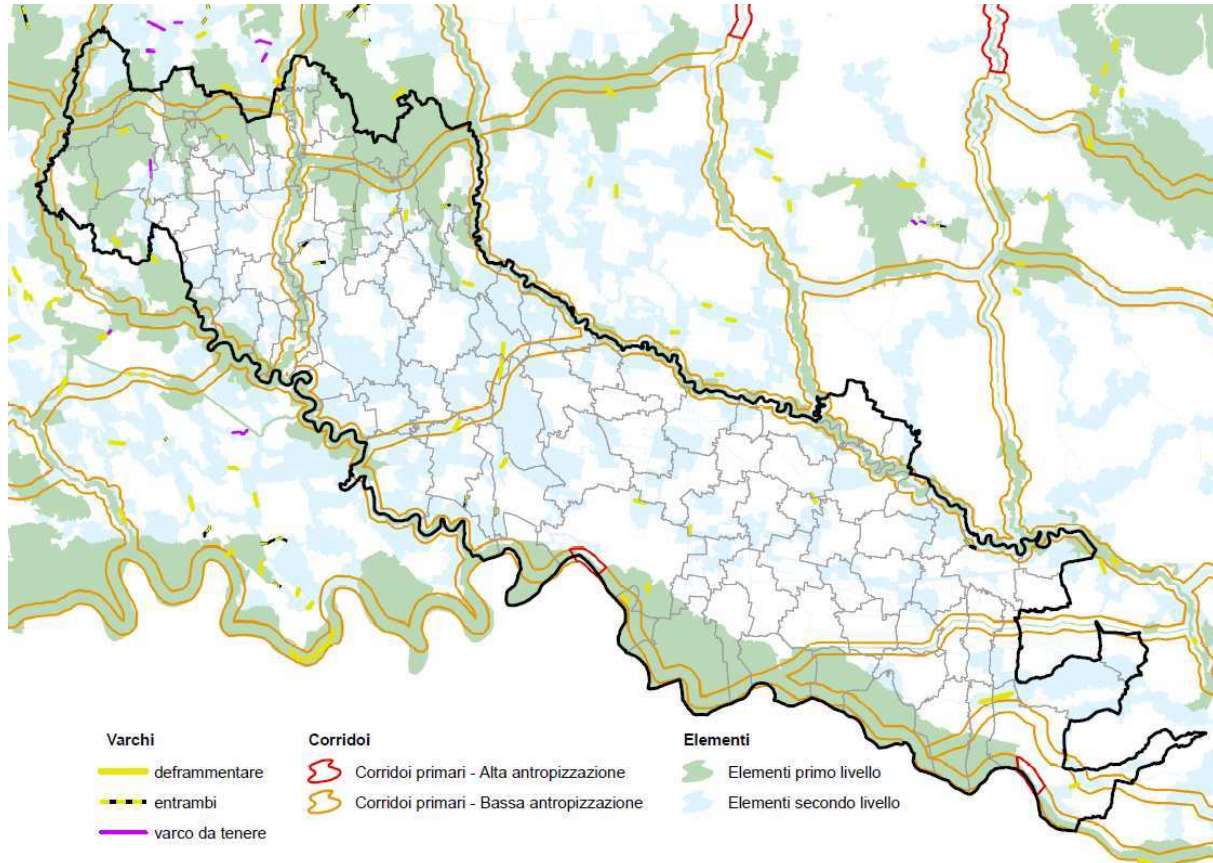 Varchi
deframmentare
entrambi
varco da tenere
Corridoi
Corridoi primari - Alta antropizzazione
Corridoi primari - Bassa antropizzazione
Elementi
Elementi primo livello
Elementi secondo livello